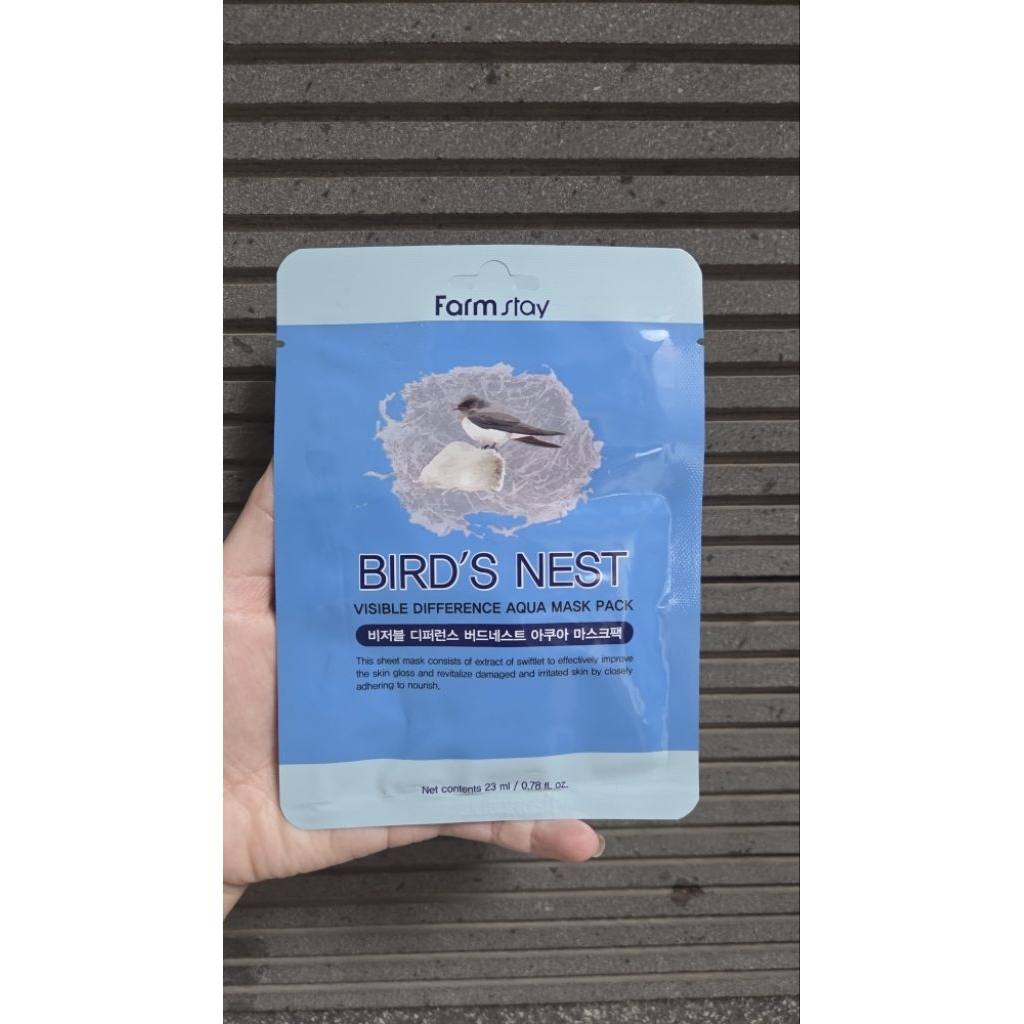 Farm stay
BIRD'S NEST
VISIBLE DIFFERENCE AQUA MASK PACK
비저블 디퍼런스 버드네스트 아쿠아 마스크팩
This sheet mask consists of extract of swiftlet to effectively improve
the skin gloss and revitalize damaged and irritated skin by closely
adhering to nourish.
Net contents 23 ml / 0.78 fl. oz.